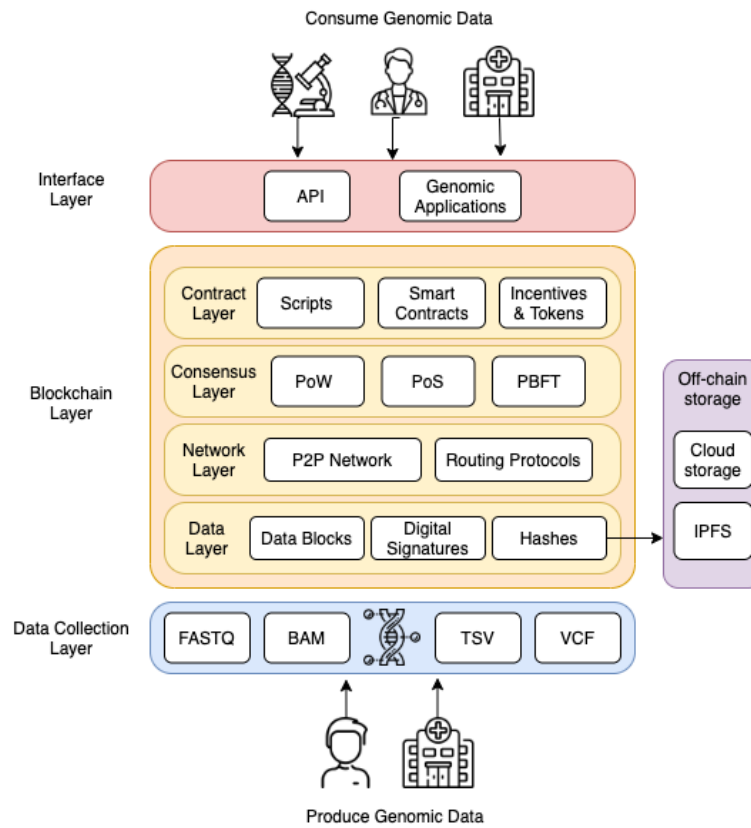 Consume Genomic Data
Interface
Layer
API
Genomic
Applications
Blockchain
Layer
Contract
Layer
Scripts
Smart
Contracts
Incentives
& Tokens
Consensus
Layer
PoW
PoS
PBFT
Network
Layer
P2P Network
Routing Protocols
Data
Layer
Data Blocks
Digital
Signatures
Hashes
Off-chain
storage
Cloud
storage
IPFS
Data Collection
Layer
FASTQ
BAM
TSV
VCF
Produce Genomic Data